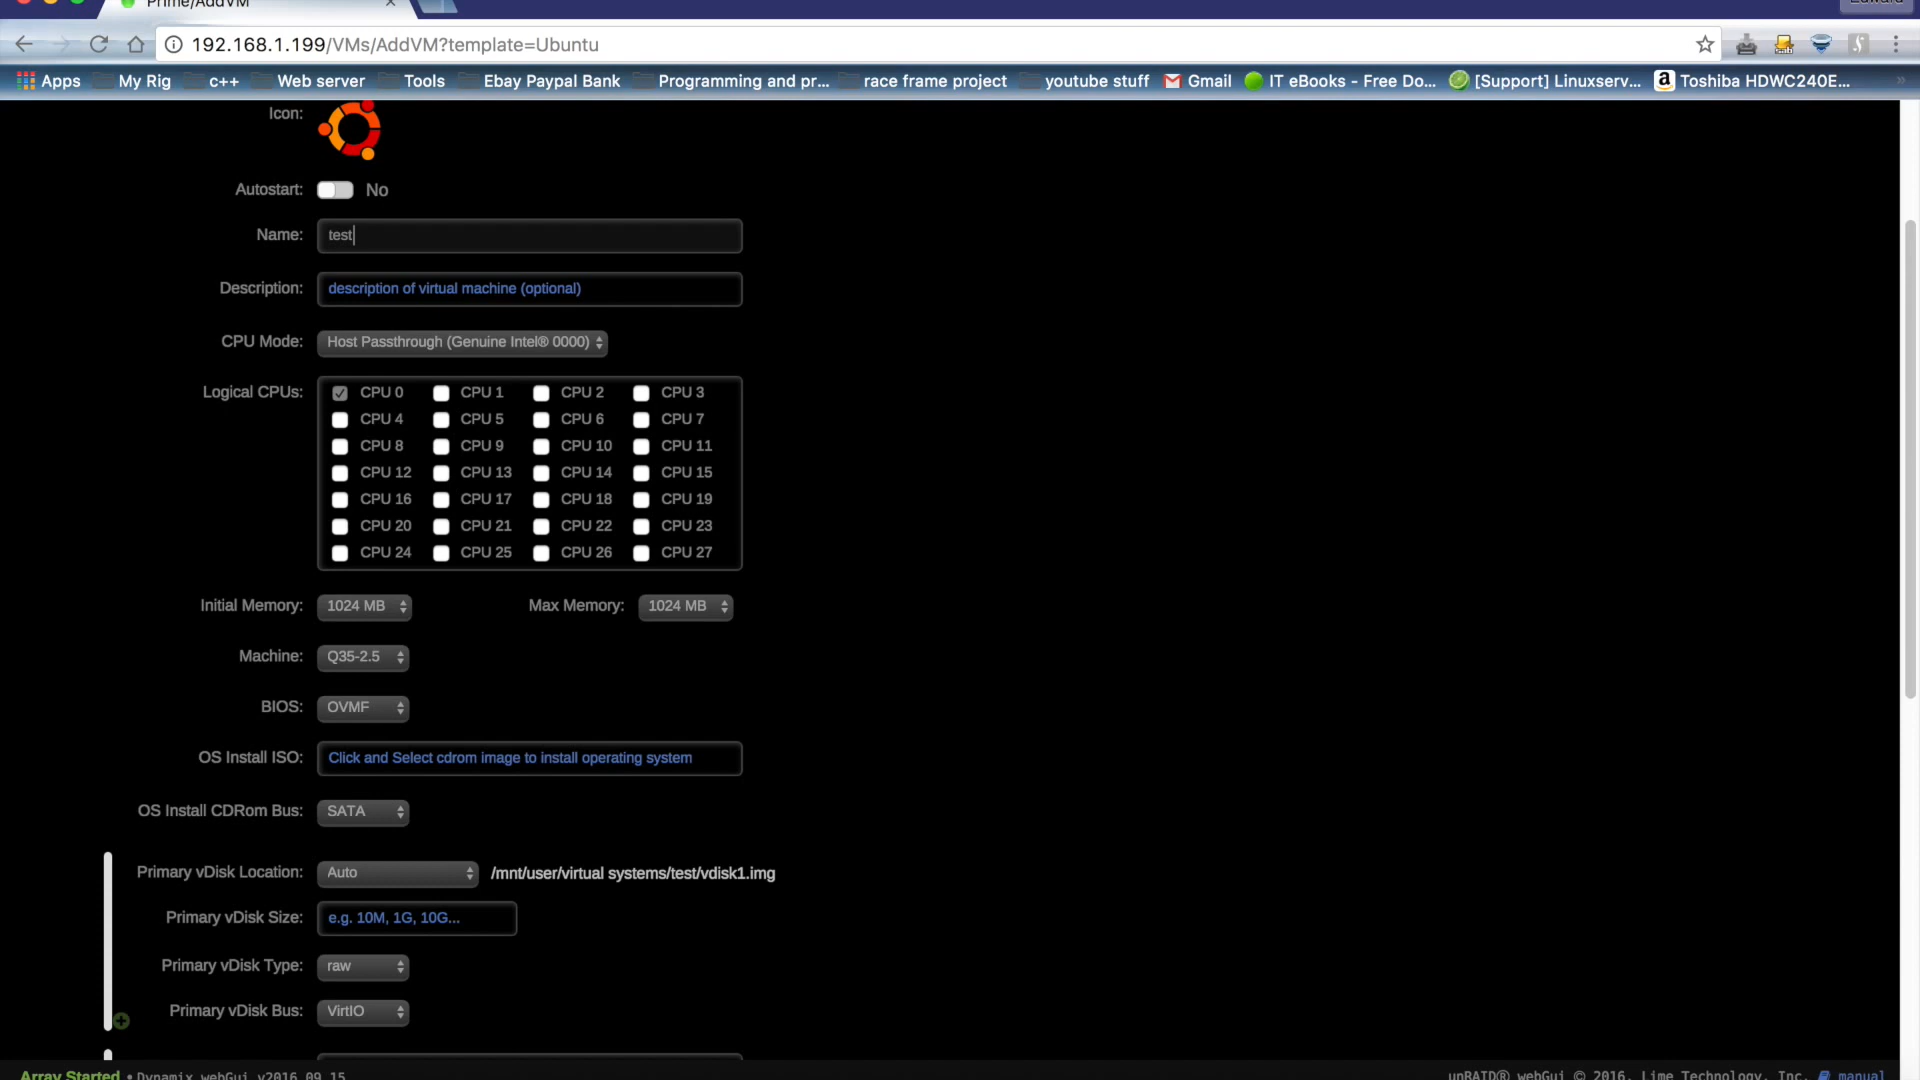 Prime/AddVM
Edward
192.168.1.199/VMs/AddVM?template=Ubuntu
Apps My Rig c++ Web server Tools Ebay Paypal Bank Programming and pr... race frame project youtube stuff Gmail IT eBooks - Free Do... [Support] Linuxserv... Toshiba HDWC240E...
Icon:
Autostart: No
Name: test
Description: description of virtual machine (optional)
CPU Mode: Host Passthrough (Genuine Intel® 0000)
Logical CPUs: CPU 0 CPU 1 CPU 2 CPU 3
CPU 4 CPU 5 CPU 6 CPU 7
CPU 8 CPU 9 CPU 10 CPU 11
CPU 12 CPU 13 CPU 14 CPU 15
CPU 16 CPU 17 CPU 18 CPU 19
CPU 20 CPU 21 CPU 22 CPU 23
CPU 24 CPU 25 CPU 26 CPU 27
Initial Memory: 1024 MB Max Memory: 1024 MB
Machine: Q35-2.5
BIOS: OVMF
OS Install ISO: Click and Select cdrom image to install operating system
OS Install CDRom Bus: SATA
Primary vDisk Location: Auto /mnt/user/virtual systems/test/vdisk1.img
Primary vDisk Size: e.g. 10M, 1G, 10G...
Primary vDisk Type: raw
Primary vDisk Bus: VirtIO
Array Started • Dynamix webGui v2016.09.15 unRAID® webGui © 2016, Lime Technology, Inc. manual